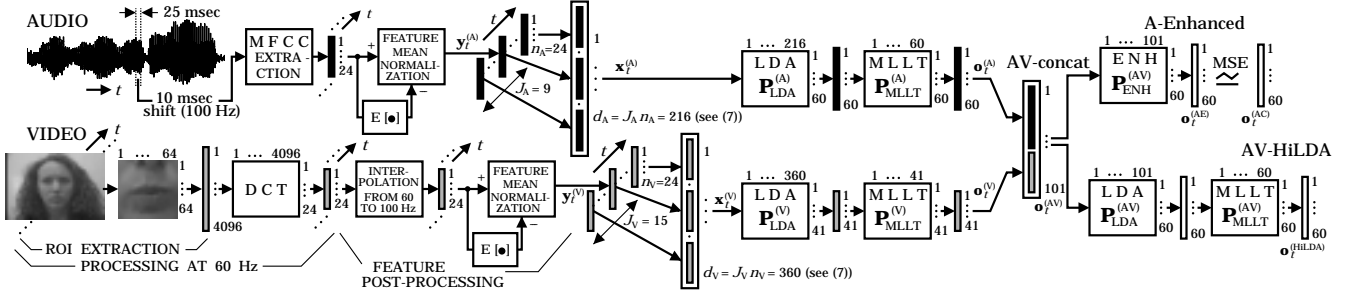 AUDIO
25 msec
t
10 msec
shift (100 Hz)
M F C C
EXTRA -
CTION
1
24
t
+
−
FEATURE
MEAN
NORMALI-
ZATION
E [●]
y_t^(A)
t
1
n_A=24
J_A = 9
1
x_t^(A)
d_A = J_A n_A = 216 (see (7))
1 ... 216
L D A
P_LDA^(A)
1
60
1 ... 60
M L L T
P_MLLT^(A)
1
60
o_t^(A)
AV-concat
1
101
o_t^(AV)
A-Enhanced
1 ... 101
E N H
P_ENH^(AV)
1
60
o_t^(AE)
MSE
1
60
o_t^(AC)
VIDEO
t
1 ... 64
1
64
1
4096
1 ... 4096
D C T
1
24
t
1
24
INTER-
POLATION
FROM 60
TO 100 Hz
t
1
24
+
−
FEATURE
MEAN
NORMALI-
ZATION
E [●]
y_t^(V)
t
1
n_V=24
J_V = 15
1
x_t^(V)
d_V = J_V n_V = 360 (see (7))
1 ... 360
L D A
P_LDA^(V)
1
41
1 ... 41
M L L T
P_MLLT^(V)
1
41
o_t^(V)
AV-HiLDA
1 ... 101
L D A
P_LDA^(AV)
1
60
1 ... 60
M L L T
P_MLLT^(AV)
1
60
o_t^(HiLDA)
ROI EXTRACTION
PROCESSING AT 60 Hz
FEATURE
POST-PROCESSING